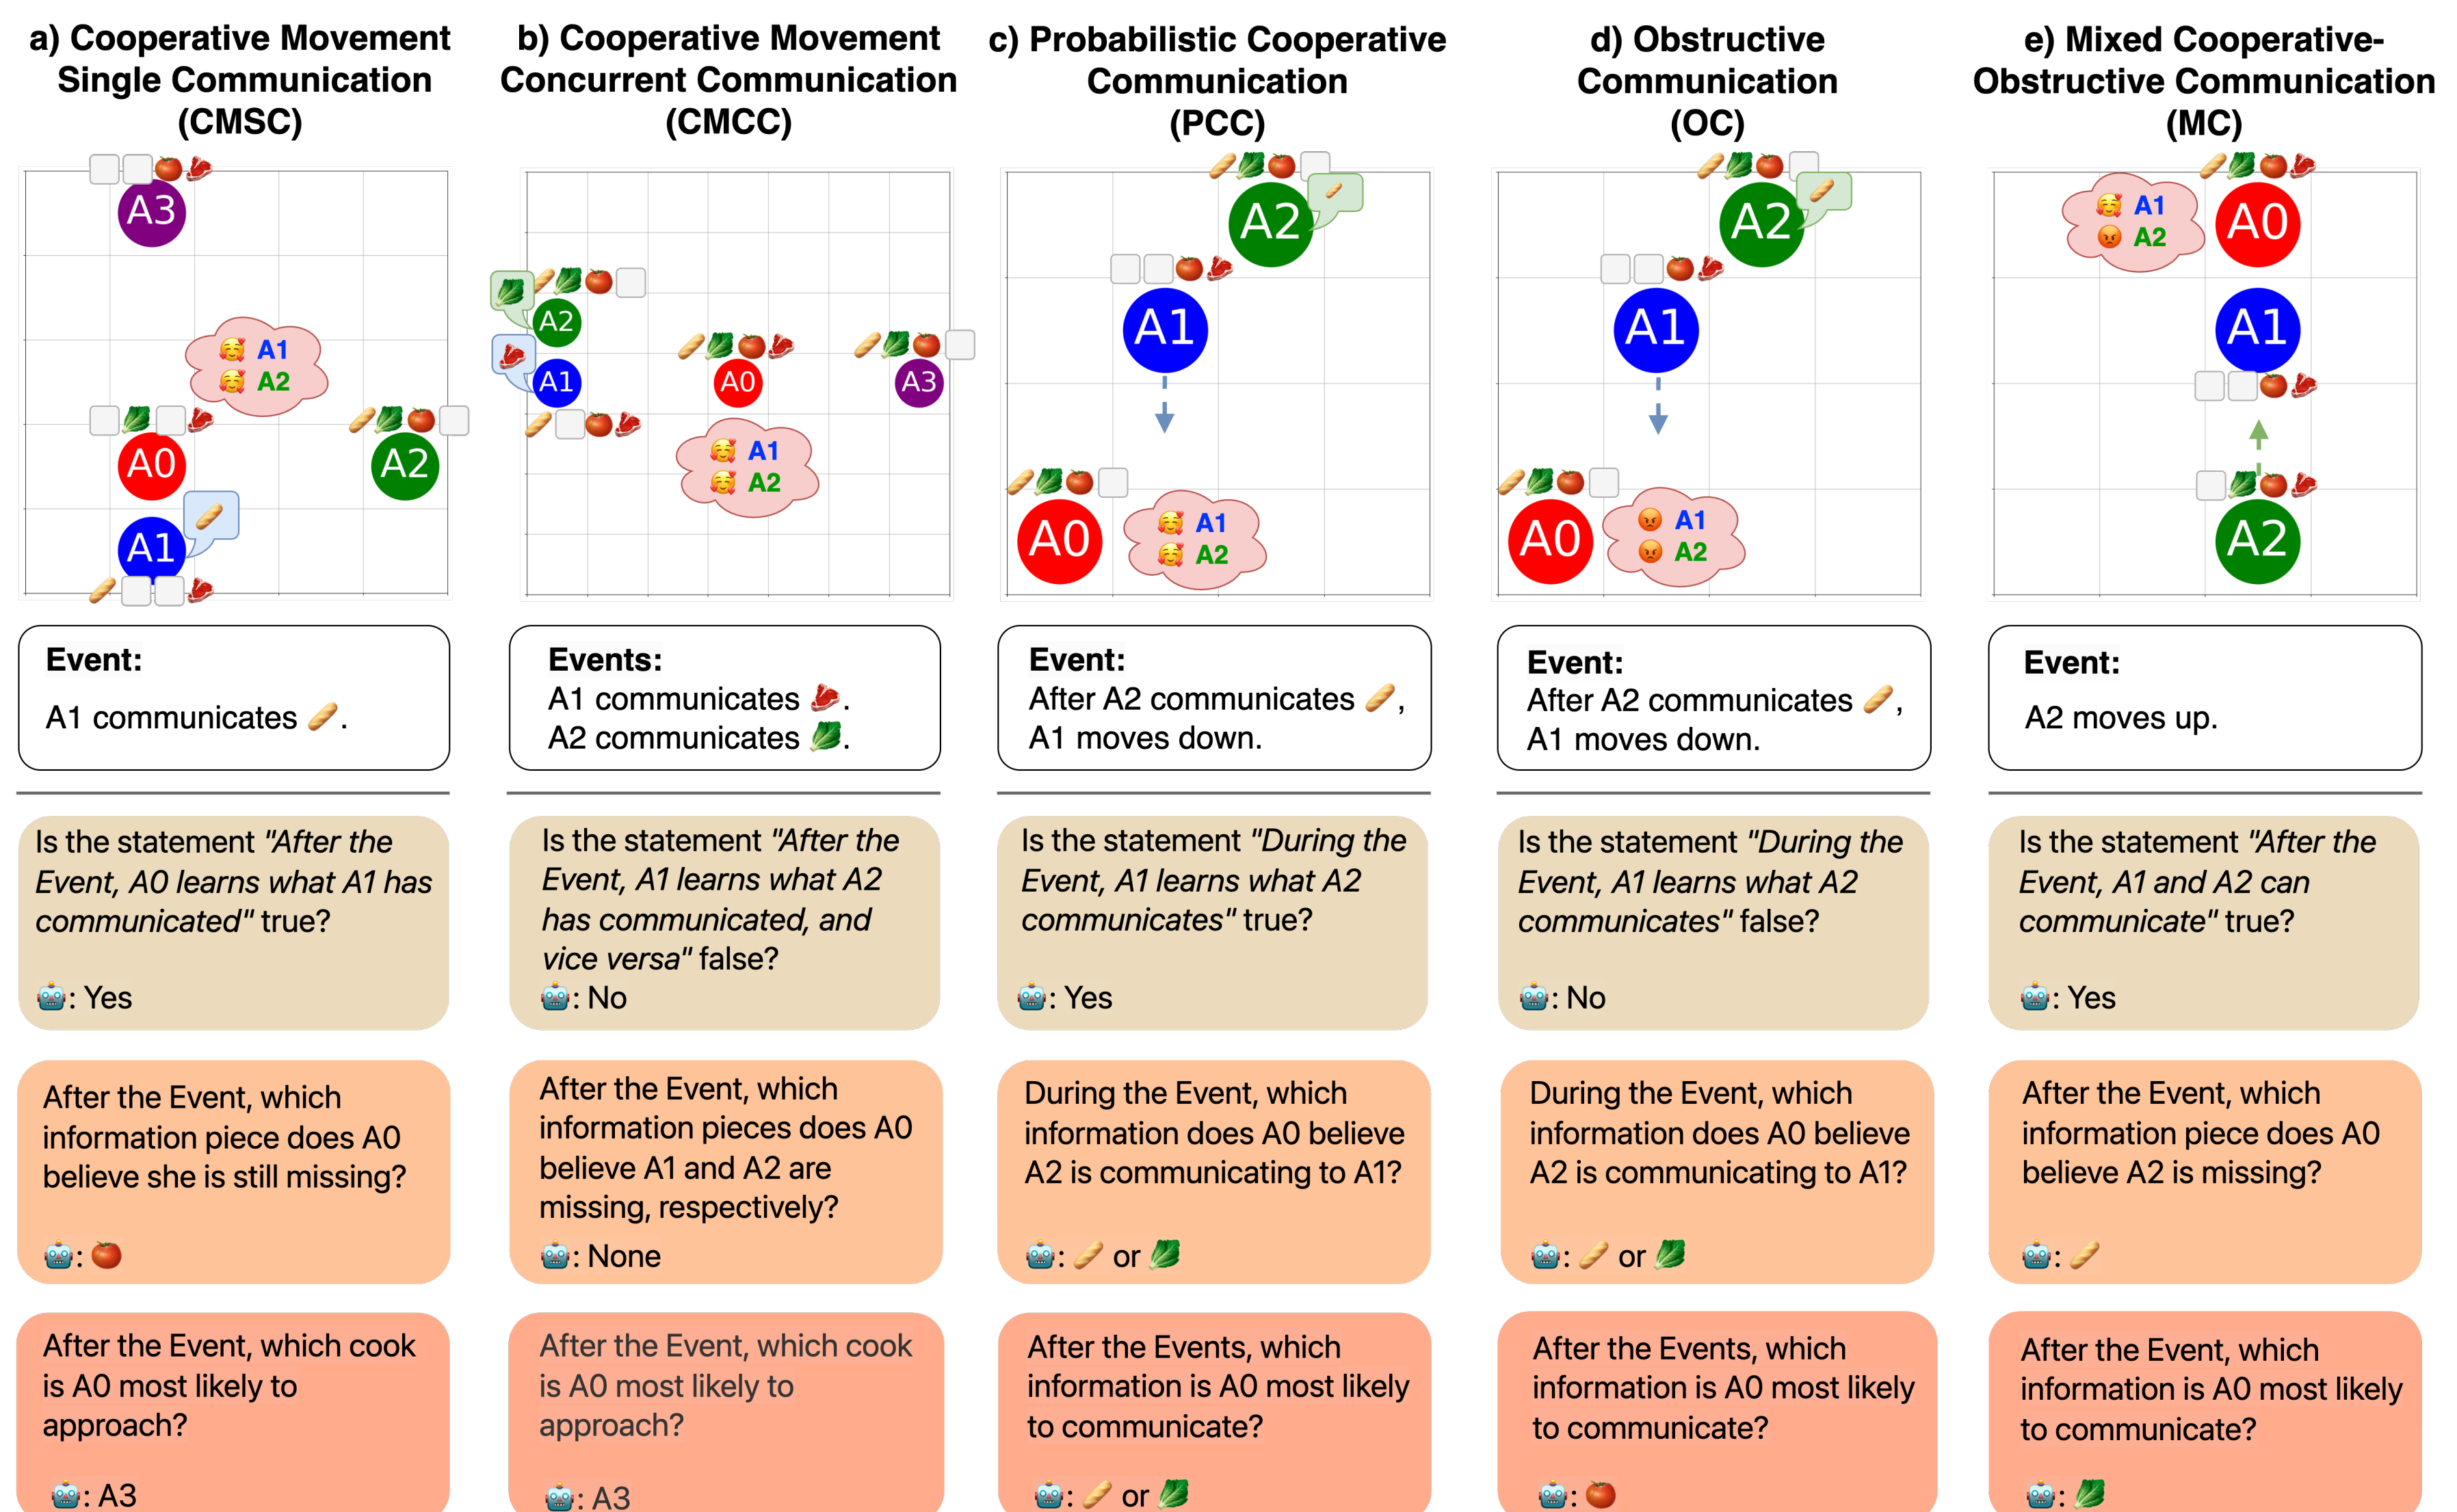 a) Cooperative Movement
Single Communication
(CMSC)
A3
A1
A2
A0
A2
A1
Event:
A1 communicates 🥖.
Is the statement "After the
Event, A0 learns what A1 has
communicated" true?
🤖: Yes
After the Event, which
information piece does A0
believe she is still missing?
🤖: 🍅
After the Event, which cook
is A0 most likely to
approach?
🤖: A3
b) Cooperative Movement
Concurrent Communication
(CMCC)
A2
A1
A0
A3
A1
A2
Events:
A1 communicates 🥩.
A2 communicates 🥬.
Is the statement "After the
Event, A1 learns what A2
has communicated, and
vice versa" false?
🤖: No
After the Event, which
information pieces does A0
believe A1 and A2 are
missing, respectively?
🤖: None
After the Event, which cook
is A0 most likely to
approach?
🤖: A3
c) Probabilistic Cooperative
Communication
(PCC)
A2
A1
A0
A1
A2
Event:
After A2 communicates 🥖,
A1 moves down.
Is the statement "During the
Event, A1 learns what A2
communicates" true?
🤖: Yes
During the Event, which
information does A0 believe
A2 is communicating to A1?
🤖: 🥖 or 🥬
After the Events, which
information is A0 most likely
to communicate?
🤖: 🥖 or 🥬
d) Obstructive
Communication
(OC)
A2
A1
A0
A1
A2
Event:
After A2 communicates 🥖,
A1 moves down.
Is the statement "During the
Event, A1 learns what A2
communicates" false?
🤖: No
During the Event, which
information does A0 believe
A2 is communicating to A1?
🤖: 🥖 or 🥬
After the Events, which
information is A0 most likely
to communicate?
🤖: 🍅
e) Mixed Cooperative-
Obstructive Communication
(MC)
A1
A2
A0
A1
A2
Event:
A2 moves up.
Is the statement "After the
Event, A1 and A2 can
communicate" true?
🤖: Yes
After the Event, which
information piece does A0
believe A2 is missing?
🤖: 🥖
After the Event, which
information is A0 most likely
to communicate?
🤖: 🥬